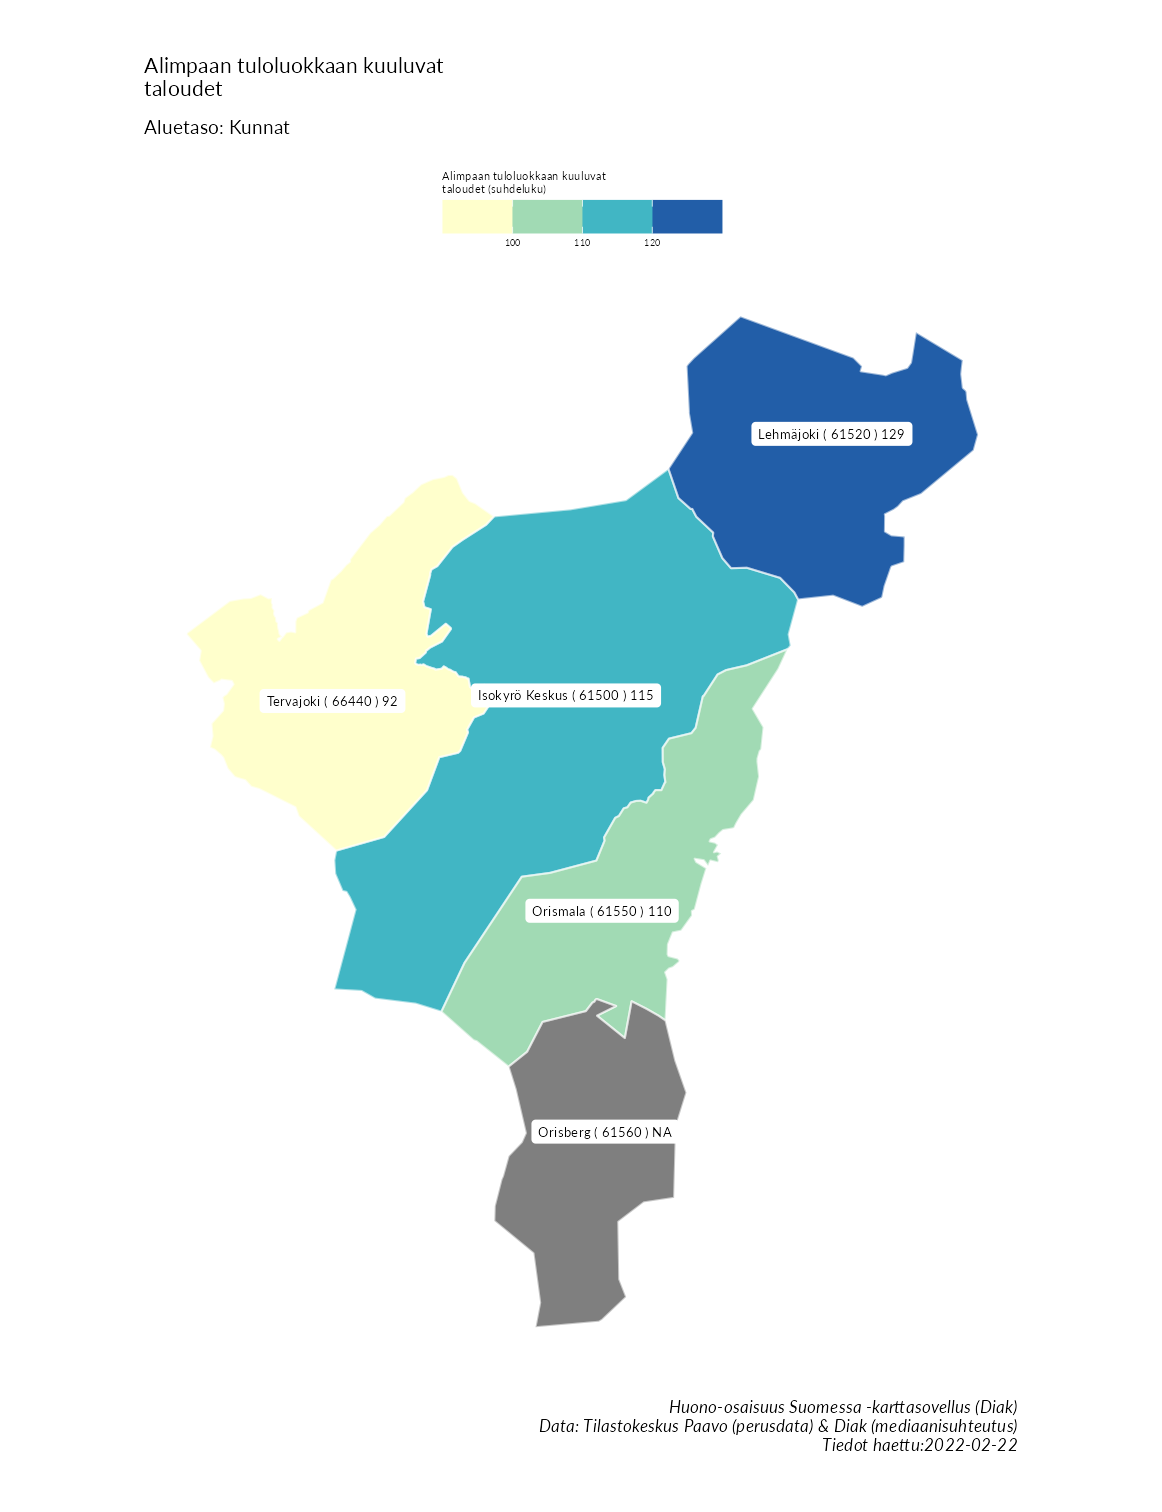 Alimpaan tuloluokkaan kuuluvat
taloudet
Aluetaso: Kunnat
Alimpaan tuloluokkaan kuuluvat
taloudet (suhdeluku)
100 110 120
Lehmäjoki ( 61520 ) 129
Isokyrö Keskus ( 61500 ) 115
Tervajoki ( 66440 ) 92
Orismala ( 61550 ) 110
Orisberg ( 61560 ) NA
Huono-osaisuus Suomessa -karttasovellus (Diak)
Data: Tilastokeskus Paavo (perusdata) & Diak (mediaanisuhteutus)
Tiedot haettu:2022-02-22